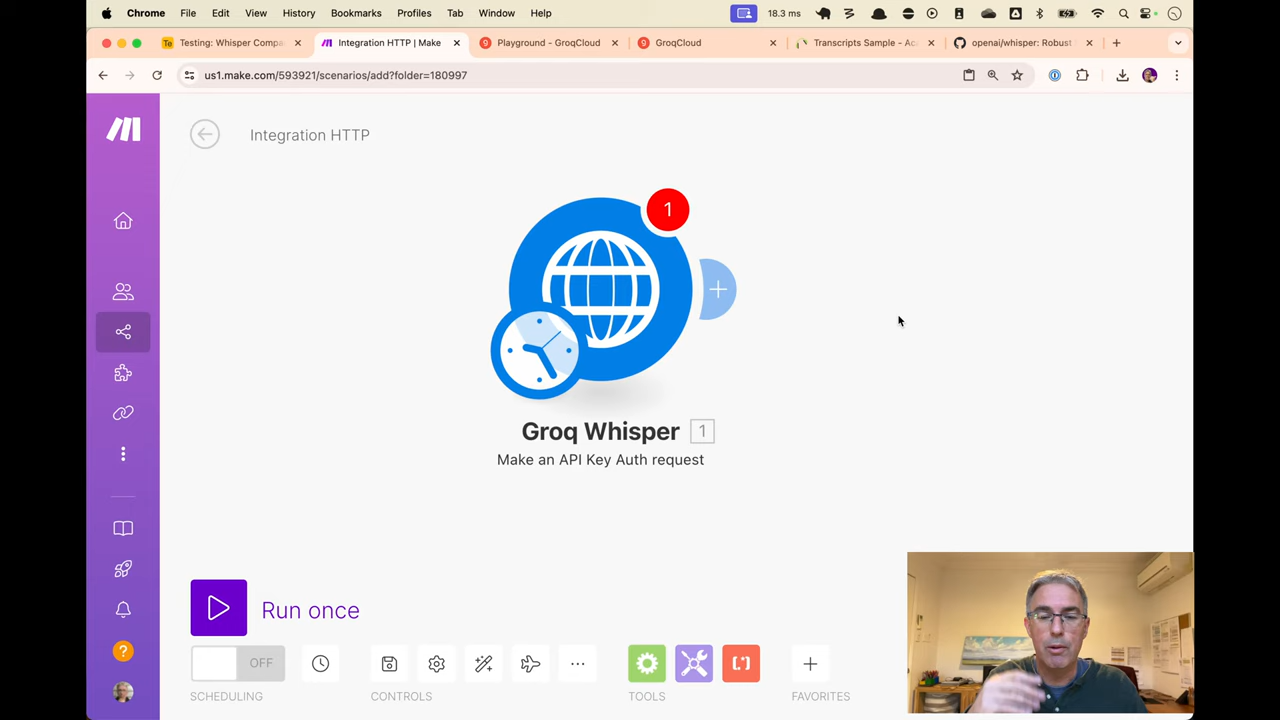 Chrome File Edit View History Bookmarks Profiles Tab Window Help 18.3 ms
Te Testing: Whisper Compa
Integration HTTP | Make
Playground - GroqCloud
GroqCloud
Transcripts Sample - Ac
openai/whisper: Robust
us1.make.com/593921/scenarios/add?folder=180997
Integration HTTP
1
Groq Whisper 1
Make an API Key Auth request
Run once
OFF
SCHEDULING
CONTROLS
TOOLS
FAVORITES
?